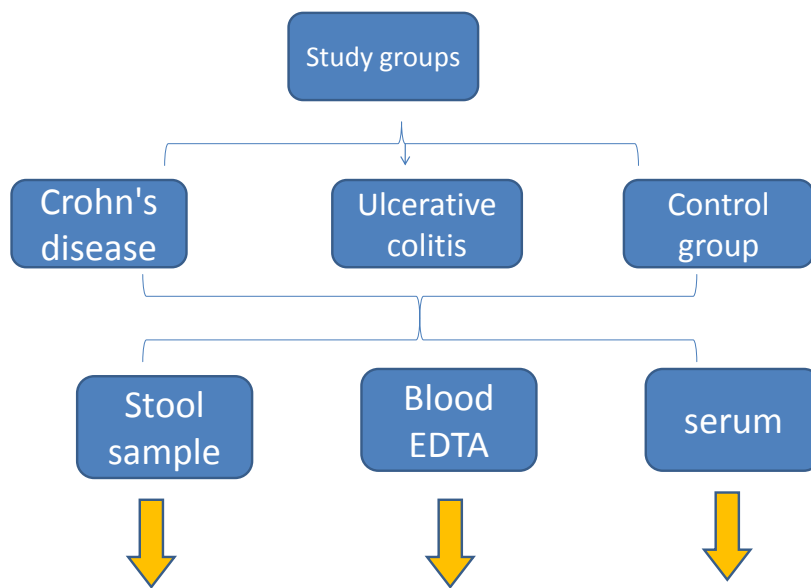 Study groups
Crohn's
disease
Ulcerative
colitis
Control
group
Stool
sample
Blood
EDTA
serum